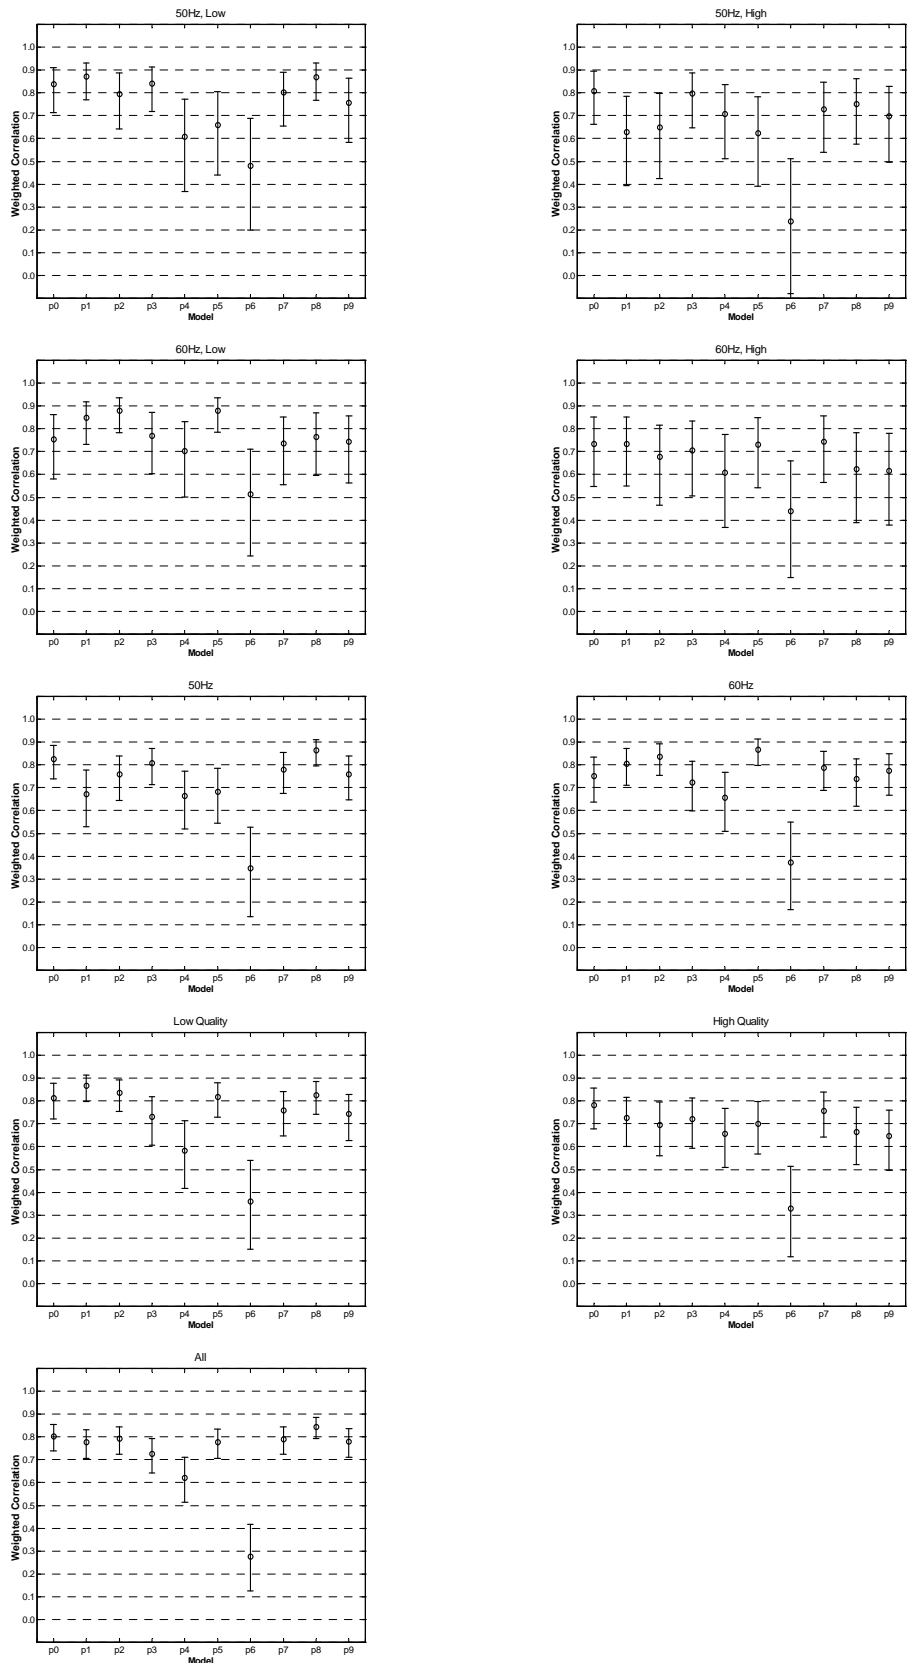 50Hz, Low
1.0
0.9
0.8
0.7
0.6
0.5
0.4
0.3
0.2
0.1
0.0
Weighted Correlation
p0 p1 p2 p3 p4 p5 p6 p7 p8 p9
Model
50Hz, High
1.0
0.9
0.8
0.7
0.6
0.5
0.4
0.3
0.2
0.1
0.0
Weighted Correlation
p0 p1 p2 p3 p4 p5 p6 p7 p8 p9
Model
60Hz, Low
1.0
0.9
0.8
0.7
0.6
0.5
0.4
0.3
0.2
0.1
0.0
Weighted Correlation
p0 p1 p2 p3 p4 p5 p6 p7 p8 p9
Model
60Hz, High
1.0
0.9
0.8
0.7
0.6
0.5
0.4
0.3
0.2
0.1
0.0
Weighted Correlation
p0 p1 p2 p3 p4 p5 p6 p7 p8 p9
Model
50Hz
1.0
0.9
0.8
0.7
0.6
0.5
0.4
0.3
0.2
0.1
0.0
Weighted Correlation
p0 p1 p2 p3 p4 p5 p6 p7 p8 p9
Model
60Hz
1.0
0.9
0.8
0.7
0.6
0.5
0.4
0.3
0.2
0.1
0.0
Weighted Correlation
p0 p1 p2 p3 p4 p5 p6 p7 p8 p9
Model
Low Quality
1.0
0.9
0.8
0.7
0.6
0.5
0.4
0.3
0.2
0.1
0.0
Weighted Correlation
p0 p1 p2 p3 p4 p5 p6 p7 p8 p9
Model
High Quality
1.0
0.9
0.8
0.7
0.6
0.5
0.4
0.3
0.2
0.1
0.0
Weighted Correlation
p0 p1 p2 p3 p4 p5 p6 p7 p8 p9
Model
All
1.0
0.9
0.8
0.7
0.6
0.5
0.4
0.3
0.2
0.1
0.0
Weighted Correlation
p0 p1 p2 p3 p4 p5 p6 p7 p8 p9
Model